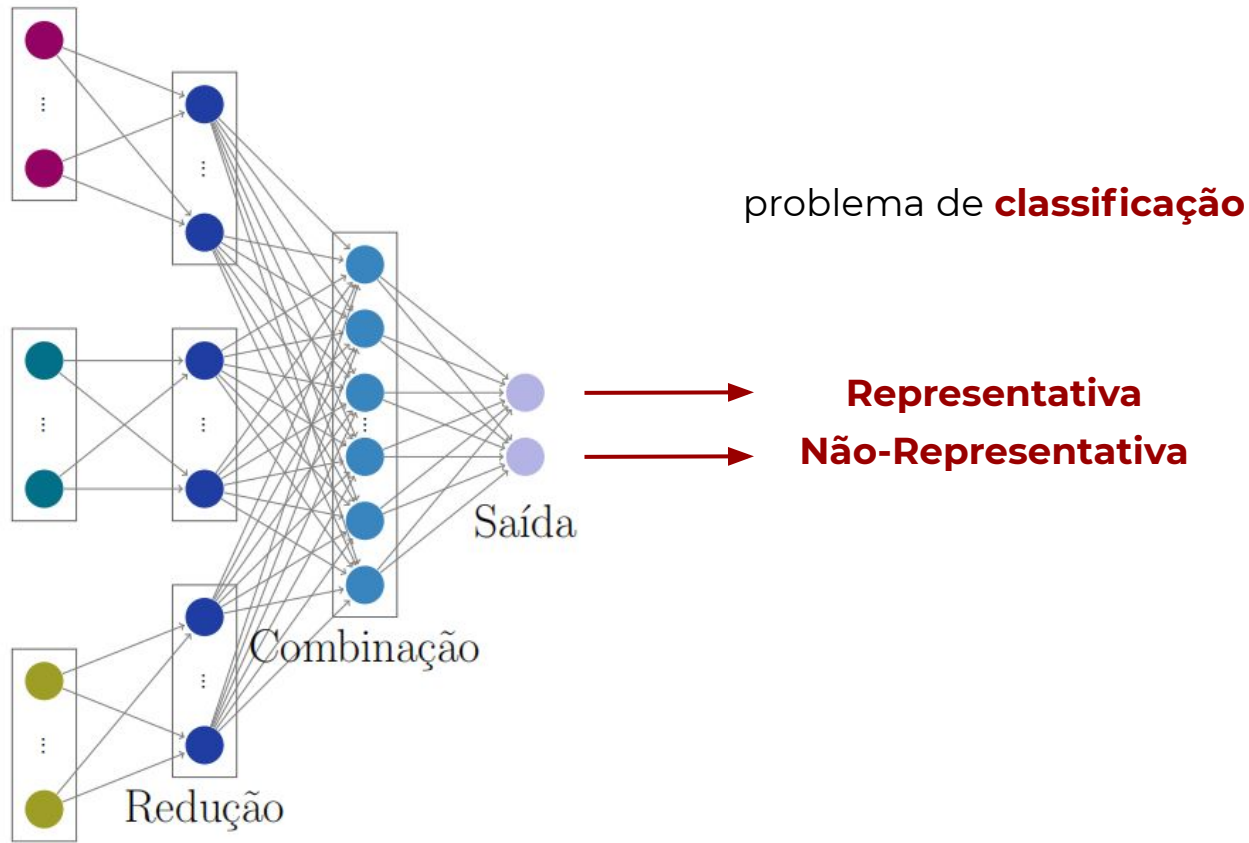 problema de classificação
Representativa
Não-Representativa
Saída
Combinação
Redução